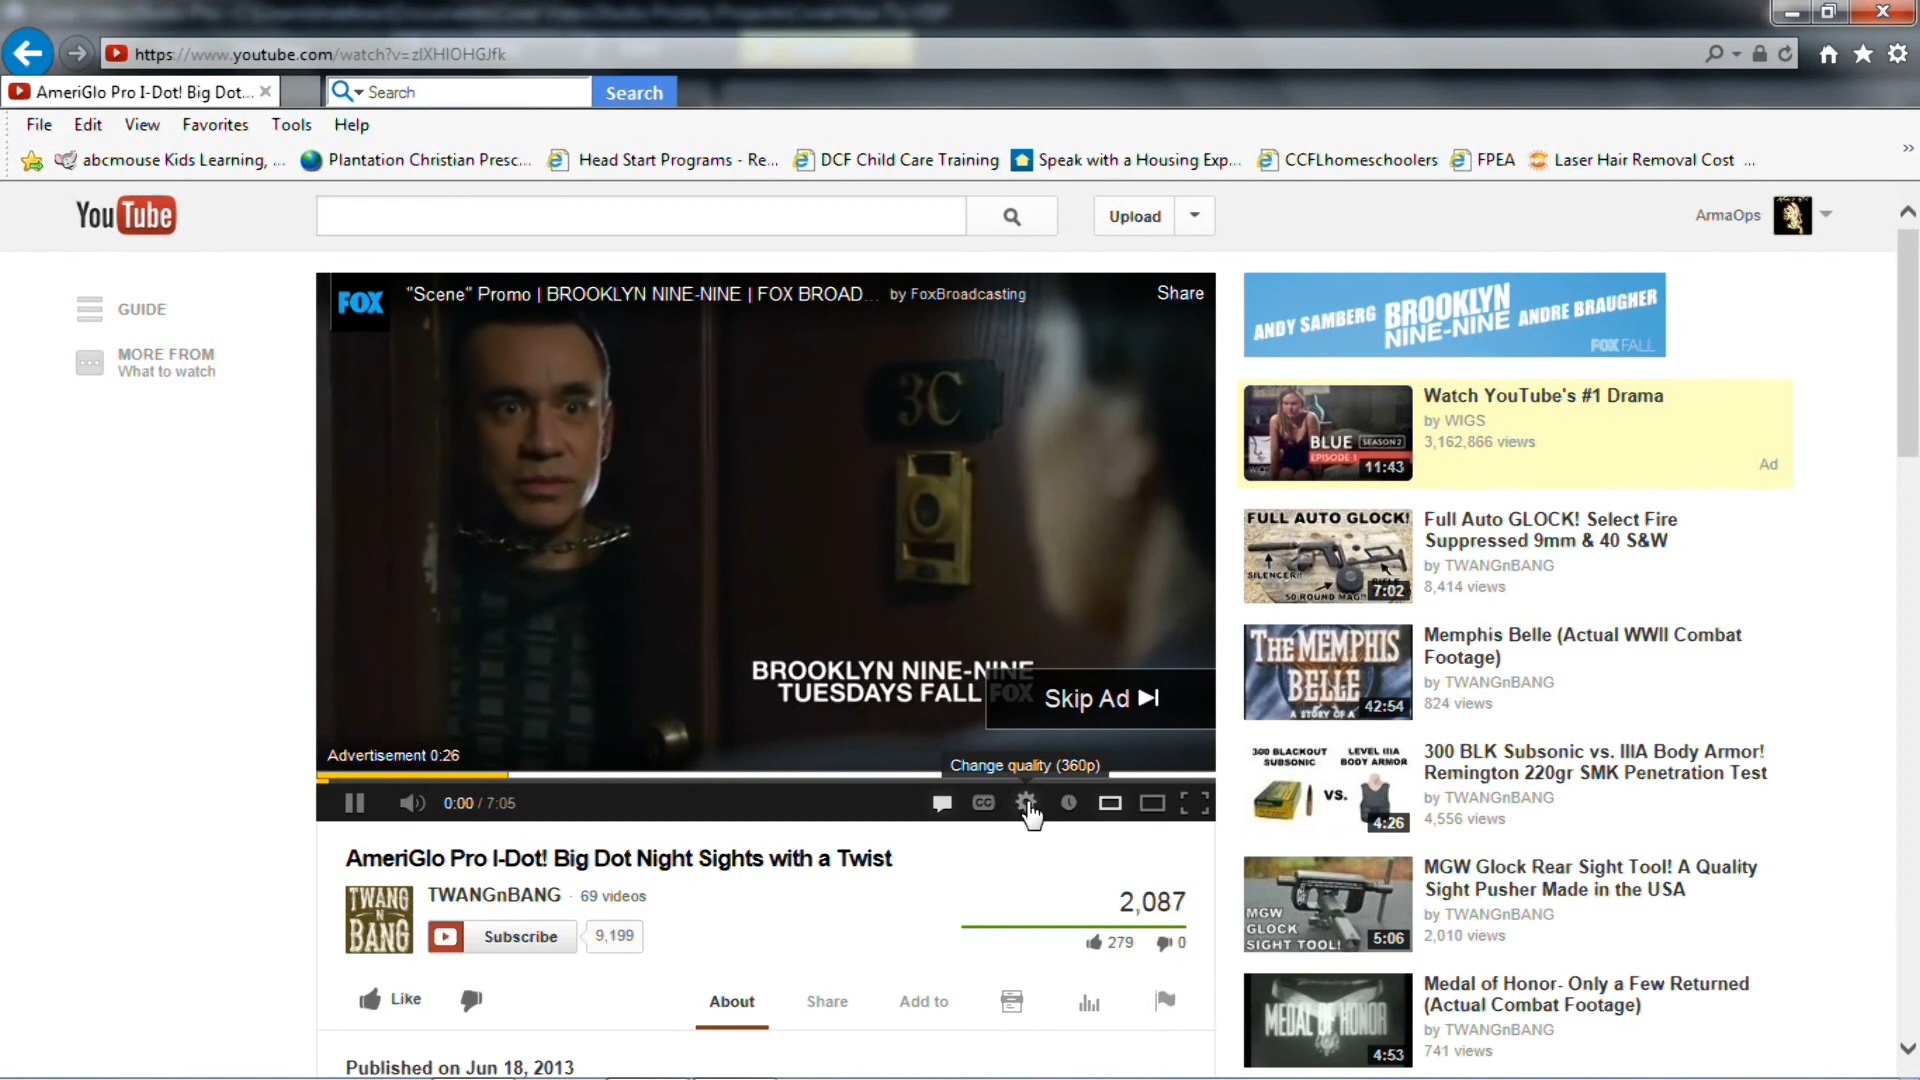 https://www.youtube.com/watch?v=zIXHIOHGJfk
AmeriGlo Pro I-Dot! Big Dot...
Search
Search
File Edit View Favorites Tools Help
abcmouse Kids Learning, ...
Plantation Christian Presc...
Head Start Programs - Re...
DCF Child Care Training
Speak with a Housing Exp...
CCFLhomeschoolers
FPEA
Laser Hair Removal Cost ...
YouTube
Upload
ArmaOps
GUIDE
MORE FROM
What to watch
FOX
"Scene" Promo | BROOKLYN NINE-NINE | FOX BROAD... by FoxBroadcasting
Share
3C
BROOKLYN NINE-NINE
TUESDAYS FALL FOX
Skip Ad
Advertisement 0:26
Change quality (360p)
0:00 / 7:05
CC
AmeriGlo Pro I-Dot! Big Dot Night Sights with a Twist
TWANG
N
BANG
TWANGnBANG · 69 videos
Subscribe 9,199
2,087
279 0
Like
About
Share
Add to
Published on Jun 18, 2013
ANDY SAMBERG BROOKLYN NINE-NINE ANDRE BRAUGHER
FOX FALL
BLUE SEASON 2
EPISODE 1
11:43
Watch YouTube's #1 Drama
by WIGS
3,162,866 views
Ad
FULL AUTO GLOCK!
SILENCER!!
RIFLE
50 ROUND MAG!!
7:02
Full Auto GLOCK! Select Fire
Suppressed 9mm & 40 S&W
by TWANGnBANG
8,414 views
THE MEMPHIS
BELLE
A STORY OF A
42:54
Memphis Belle (Actual WWII Combat
Footage)
by TWANGnBANG
824 views
300 BLACKOUT
SUBSONIC
VS.
LEVEL IIIA
BODY ARMOR!
4:26
300 BLK Subsonic vs. IIIA Body Armor!
Remington 220gr SMK Penetration Test
by TWANGnBANG
4,556 views
MGW
GLOCK
SIGHT TOOL!
5:06
MGW Glock Rear Sight Tool! A Quality
Sight Pusher Made in the USA
by TWANGnBANG
2,010 views
MEDAL OF HONOR
4:53
Medal of Honor- Only a Few Returned
(Actual Combat Footage)
by TWANGnBANG
741 views